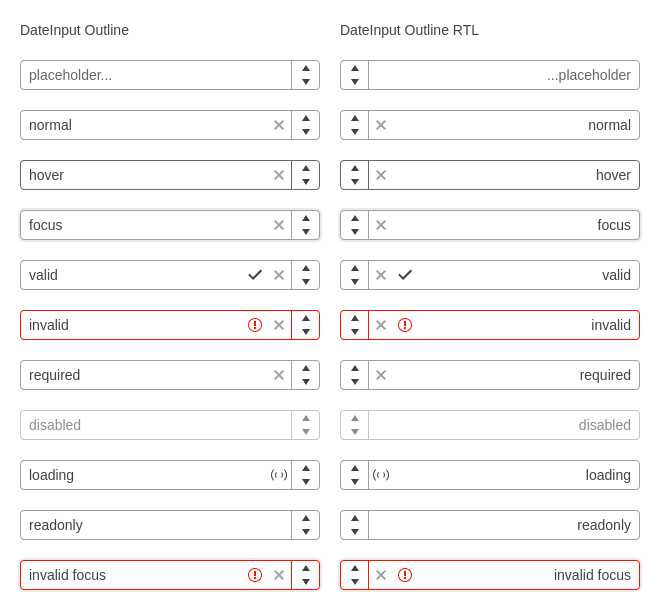 DateInput Outline
DateInput Outline RTL
placeholder...
...placeholder
normal
normal
hover
hover
focus
focus
valid
valid
invalid
invalid
required
required
disabled
disabled
loading
loading
readonly
readonly
invalid focus
invalid focus